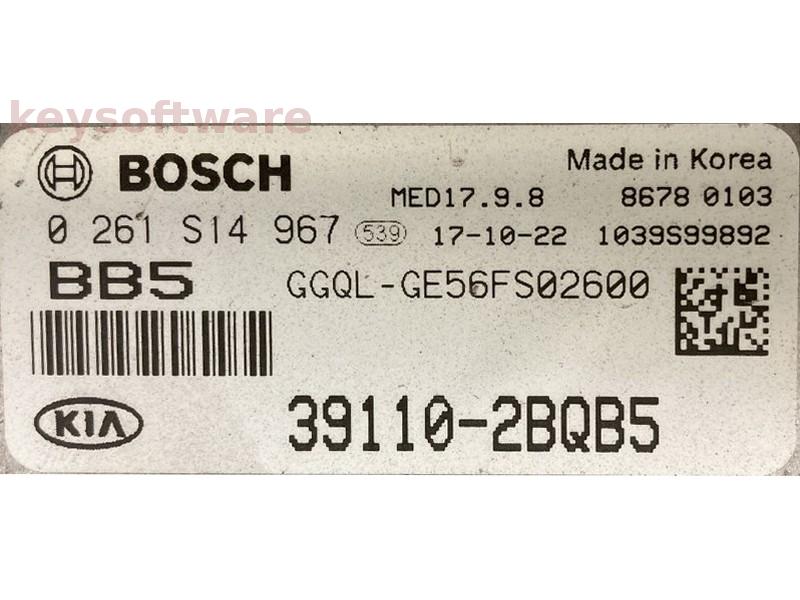 keysoftware
BOSCH Made in Korea
MED17.9.8 8678 0103
0 261 S14 967 539 17-10-22 1039S99892
BB5 GGQL-GE56FS02600
KIA 39110-2BQB5